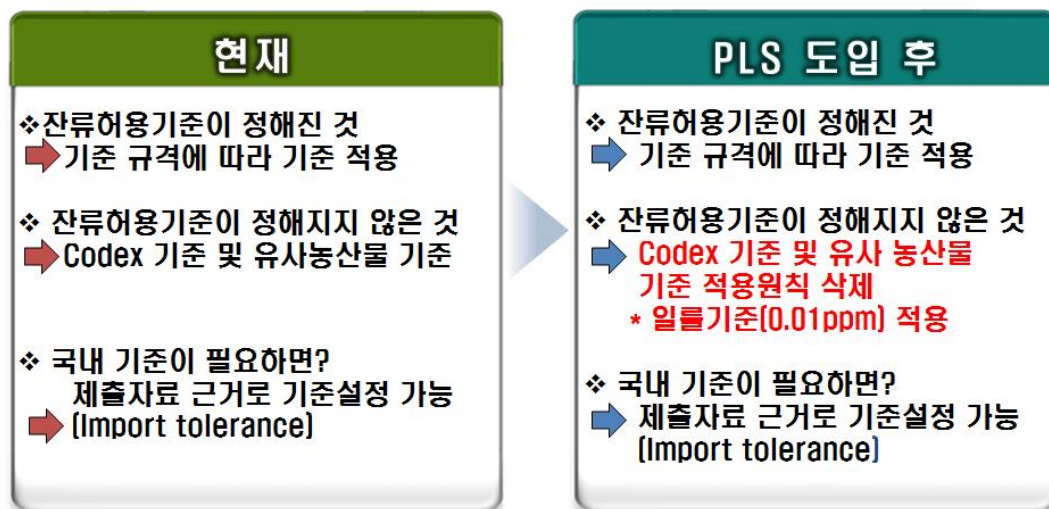 현재
❖잔류허용기준이 정해진 것
기준 규격에 따라 기준 적용
❖ 잔류허용기준이 정해지지 않은 것
Codex 기준 및 유사농산물 기준
❖ 국내 기준이 필요하면?
제출자료 근거로 기준설정 가능
(Import tolerance)
PLS 도입 후
❖ 잔류허용기준이 정해진 것
기준 규격에 따라 기준 적용
❖ 잔류허용기준이 정해지지 않은 것
Codex 기준 및 유사 농산물
기준 적용원칙 삭제
* 일률기준(0.01ppm) 적용
❖ 국내 기준이 필요하면?
제출자료 근거로 기준설정 가능
(Import tolerance)